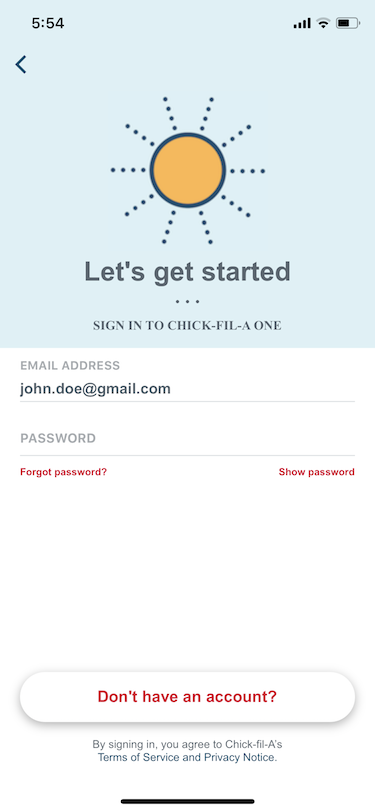 5:54
Let's get started
SIGN IN TO CHICK-FIL-A ONE
EMAIL ADDRESS
john.doe@gmail.com
PASSWORD
Forgot password?
Show password
Don't have an account?
By signing in, you agree to Chick-fil-A's
Terms of Service and Privacy Notice.